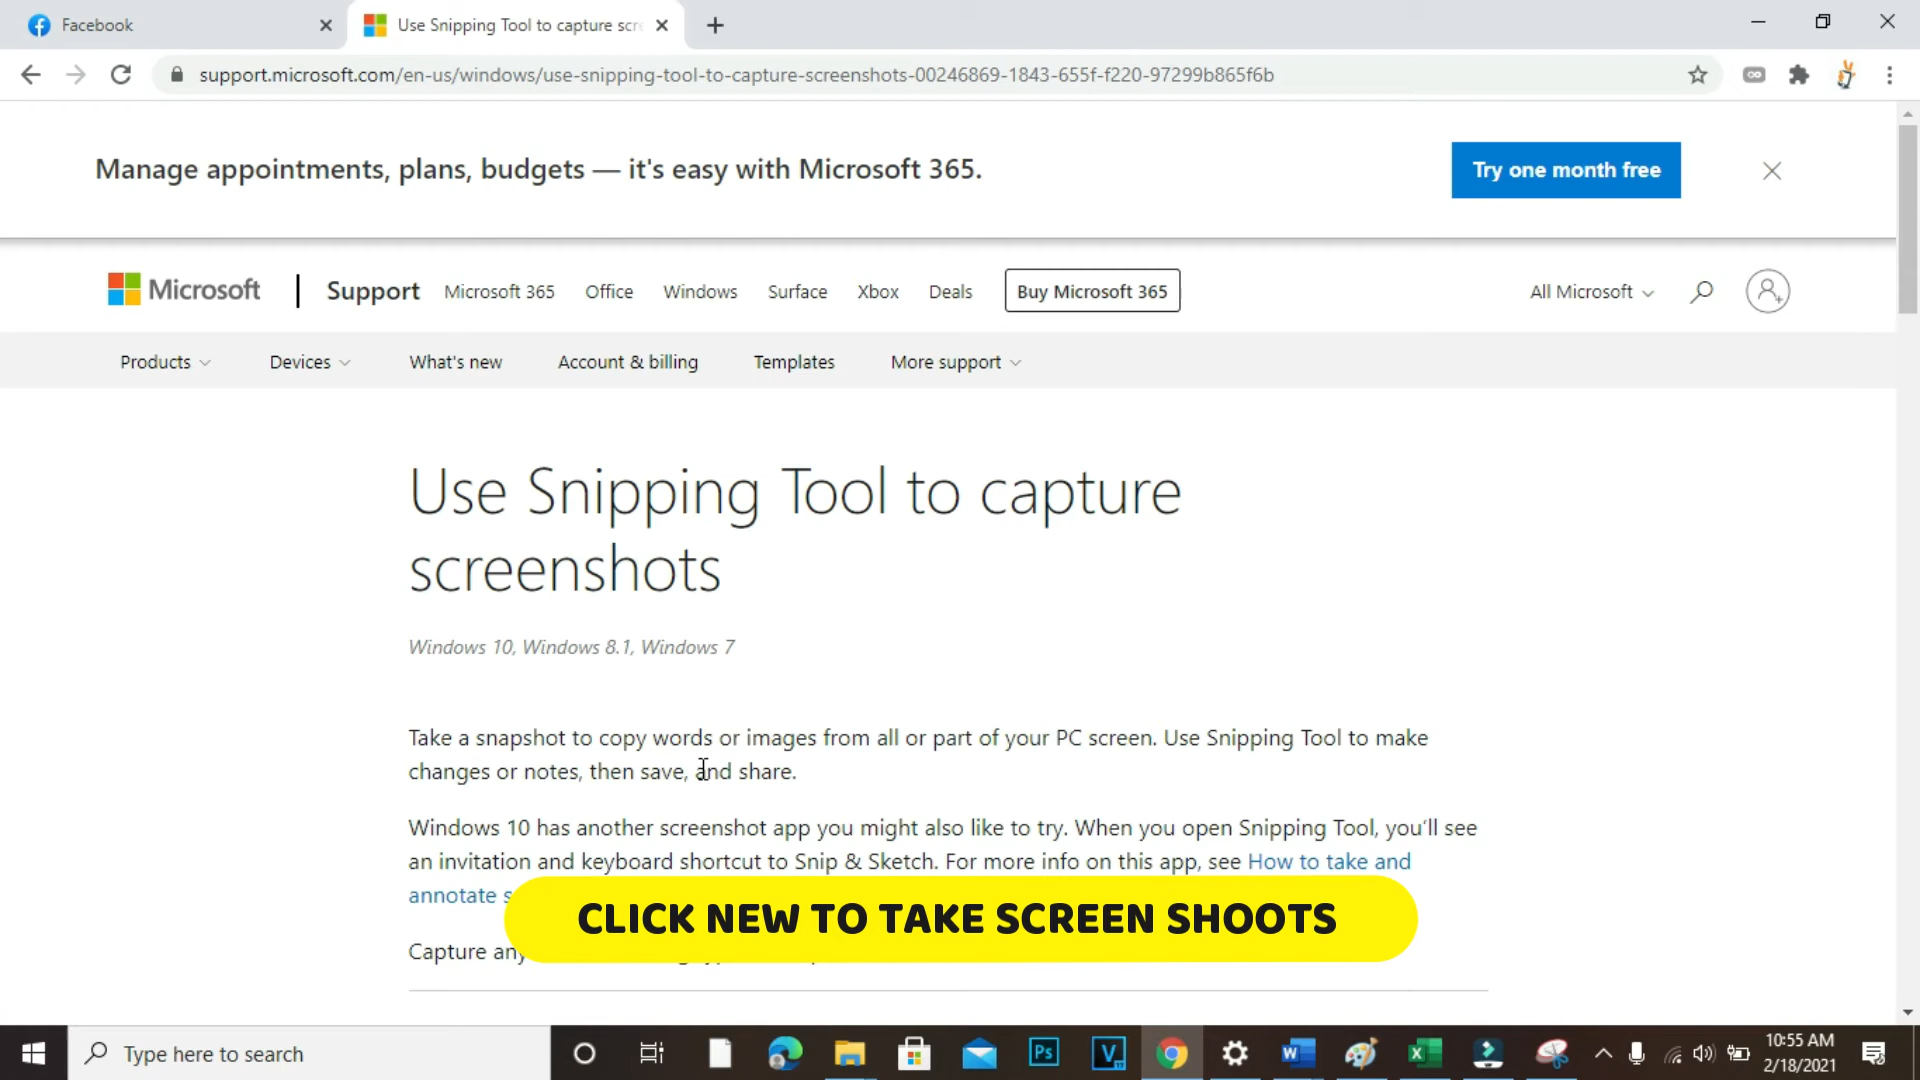 Facebook
Use Snipping Tool to capture scre
support.microsoft.com/en-us/windows/use-snipping-tool-to-capture-screenshots-00246869-1843-655f-f220-97299b865f6b
Manage appointments, plans, budgets — it's easy with Microsoft 365.
Try one month free
Microsoft
Support
Microsoft 365
Office
Windows
Surface
Xbox
Deals
Buy Microsoft 365
All Microsoft
Products
Devices
What's new
Account & billing
Templates
More support
Use Snipping Tool to capture
screenshots
Windows 10, Windows 8.1, Windows 7
Take a snapshot to copy words or images from all or part of your PC screen. Use Snipping Tool to make
changes or notes, then save, and share.
Windows 10 has another screenshot app you might also like to try. When you open Snipping Tool, you'll see
an invitation and keyboard shortcut to Snip & Sketch. For more info on this app, see How to take and
annotate
CLICK NEW TO TAKE SCREEN SHOOTS
Capture any
Type here to search
Ps
V
10:55 AM
2/18/2021